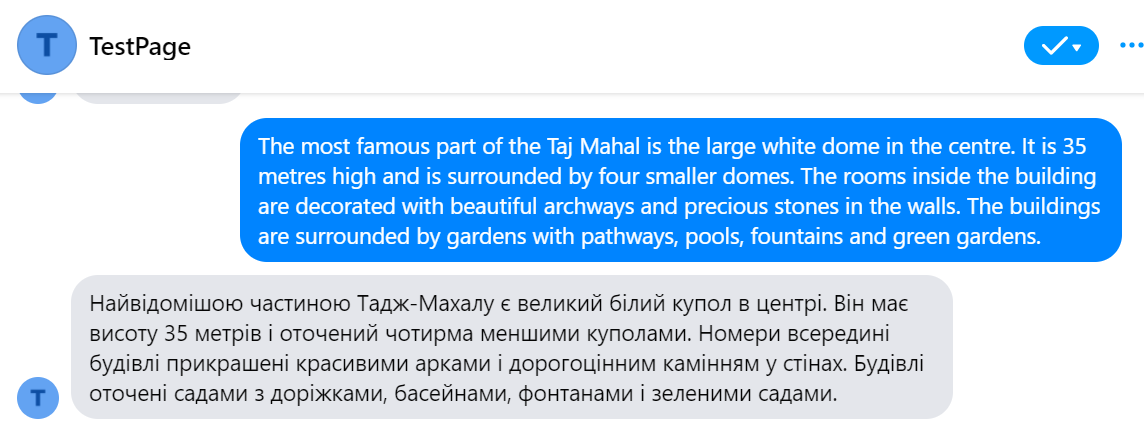 T
TestPage
The most famous part of the Taj Mahal is the large white dome in the centre. It is 35
metres high and is surrounded by four smaller domes. The rooms inside the building
are decorated with beautiful archways and precious stones in the walls. The buildings
are surrounded by gardens with pathways, pools, fountains and green gardens.
Найвідомішою частиною Тадж-Махалу є великий білий купол в центрі. Він має
висоту 35 метрів і оточений чотирма меншими куполами. Номери всередині
будівлі прикрашені красивими арками і дорогоцінним камінням у стінах. Будівлі
оточені садами з доріжками, басейнами, фонтанами і зеленими садами.
T